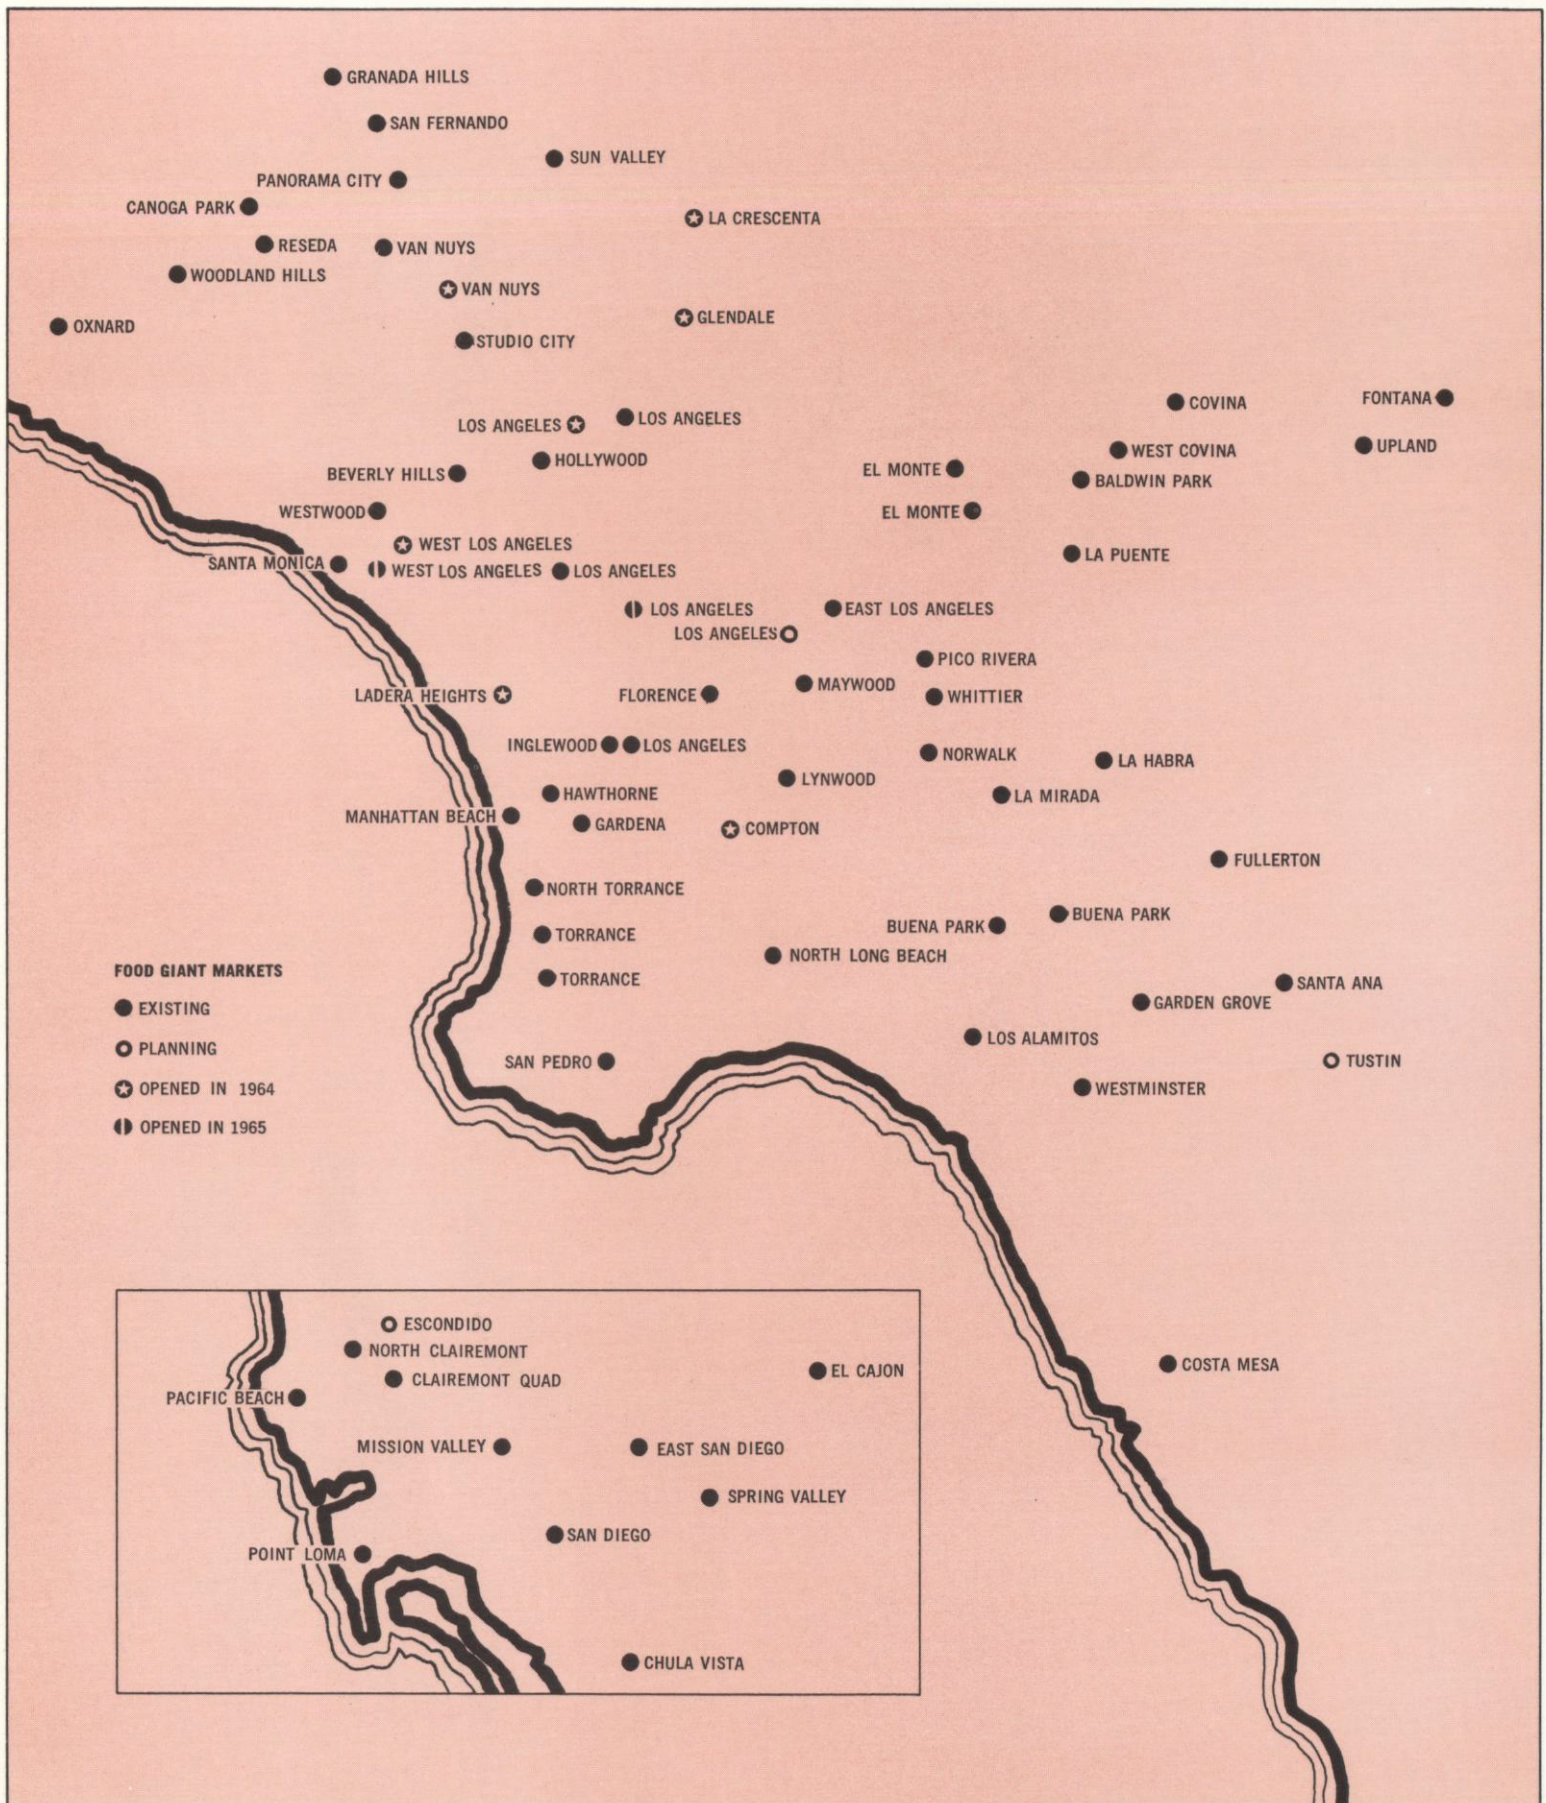 GRANADA HILLS
SAN FERNANDO
SUN VALLEY
PANORAMA CITY
CANOGA PARK
LA CRESCENTA
RESEDA
VAN NUYS
WOODLAND HILLS
VAN NUYS
GLENDALE
OXNARD
STUDIO CITY
COVINA
FONTANA
LOS ANGELES
LOS ANGELES
WEST COVINA
UPLAND
HOLLYWOOD
BEVERLY HILLS
EL MONTE
BALDWIN PARK
WESTWOOD
EL MONTE
WEST LOS ANGELES
LA PUENTE
SANTA MONICA
WEST LOS ANGELES
LOS ANGELES
LOS ANGELES
EAST LOS ANGELES
LOS ANGELES
PICO RIVERA
MAYWOOD
LADERA HEIGHTS
FLORENCE
WHITTIER
INGLEWOOD
LOS ANGELES
NORWALK
LA HABRA
LYNWOOD
HAWTHORNE
LA MIRADA
MANHATTAN BEACH
GARDENA
COMPTON
FULLERTON
NORTH TORRANCE
BUENA PARK
BUENA PARK
TORRANCE
NORTH LONG BEACH
FOOD GIANT MARKETS
TORRANCE
SANTA ANA
EXISTING
GARDEN GROVE
LOS ALAMITOS
PLANNING
SAN PEDRO
TUSTIN
OPENED IN 1964
WESTMINSTER
OPENED IN 1965
ESCONDIDO
NORTH CLAIREMONT
COSTA MESA
EL CAJON
CLAIREMONT QUAD
PACIFIC BEACH
MISSION VALLEY
EAST SAN DIEGO
SPRING VALLEY
SAN DIEGO
POINT LOMA
CHULA VISTA